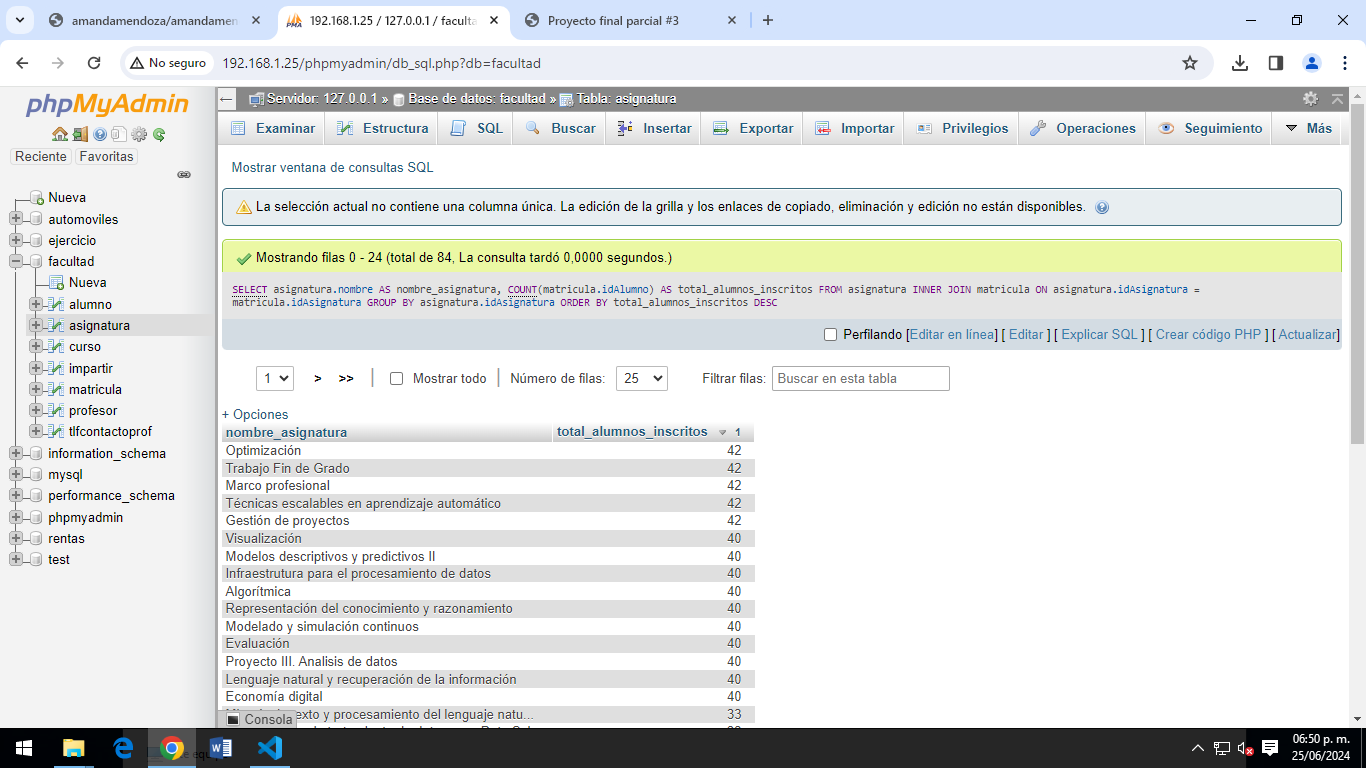 amandamendoza/amandamen
192.168.1.25 / 127.0.0.1 / faculta
Proyecto final parcial #3
No seguro
192.168.1.25/phpmyadmin/db_sql.php?db=facultad
phpMyAdmin
Reciente Favoritas
Nueva
automoviles
ejercicio
facultad
Nueva
alumno
asignatura
curso
impartir
matricula
profesor
tlfcontactoprof
information_schema
mysql
performance_schema
phpmyadmin
rentas
test
Servidor: 127.0.0.1 » Base de datos: facultad » Tabla: asignatura
Examinar Estructura SQL Buscar Insertar Exportar Importar Privilegios Operaciones Seguimiento Más
Mostrar ventana de consultas SQL
La selección actual no contiene una columna única. La edición de la grilla y los enlaces de copiado, eliminación y edición no están disponibles.
Mostrando filas 0 - 24 (total de 84, La consulta tardó 0,0000 segundos.)
SELECT asignatura.nombre AS nombre_asignatura, COUNT(matricula.idAlumno) AS total_alumnos_inscritos FROM asignatura INNER JOIN matricula ON asignatura.idAsignatura =
matricula.idAsignatura GROUP BY asignatura.idAsignatura ORDER BY total_alumnos_inscritos DESC
Perfilando [Editar en línea] [ Editar ] [ Explicar SQL ] [ Crear código PHP ] [ Actualizar]
1 > >> Mostrar todo Número de filas: 25 Filtrar filas: Buscar en esta tabla
+ Opciones
nombre_asignatura total_alumnos_inscritos 1
Optimización 42
Trabajo Fin de Grado 42
Marco profesional 42
Técnicas escalables en aprendizaje automático 42
Gestión de proyectos 42
Visualización 40
Modelos descriptivos y predictivos II 40
Infraestrutura para el procesamiento de datos 40
Algorítmica 40
Representación del conocimiento y razonamiento 40
Modelado y simulación continuos 40
Evaluación 40
Proyecto III. Analisis de datos 40
Lenguaje natural y recuperación de la información 40
Economía digital 40
exto y procesamiento del lenguaje natu... 33
Consola
06:50 p. m.
25/06/2024